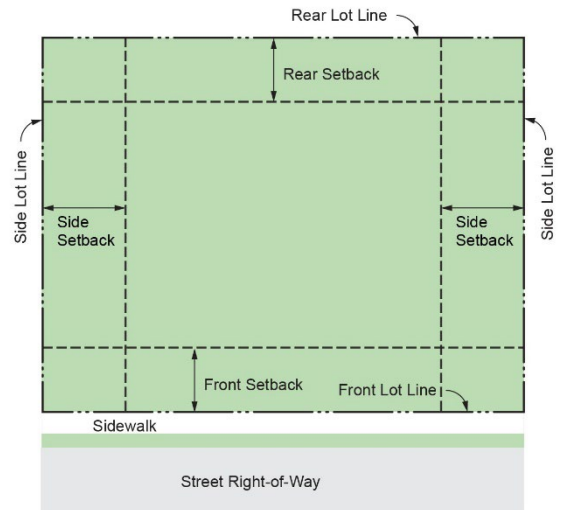 Rear Lot Line
Rear Setback
Side Lot Line
Side Lot Line
Side
Setback
Side
Setback
Front Setback
Front Lot Line
Sidewalk
Street Right-of-Way